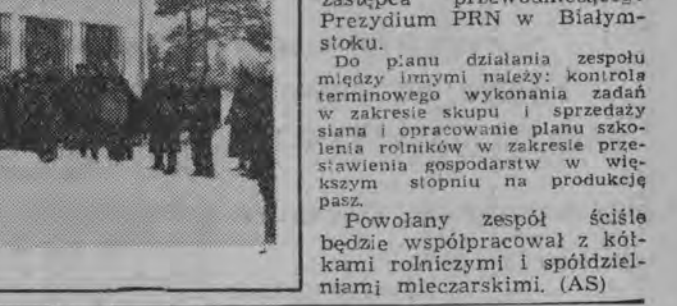 zastępca przewodniczącego
Prezydium PRN w Białym-
stoku.
Do planu działania zespołu
między innymi należy: kontrola
terminowego wykonania zadań
w zakresie skupu i sprzedaży
siana i opracowanie planu szko-
lenia rolników w zakresie prze-
stawienia gospodarstw w wię-
kszym stopniu na produkcję
pasz.
Powołany zespół ściśle
będzie współpracował z kół-
kami rolniczymi i spółdziel-
niami mleczarskimi. (AS)